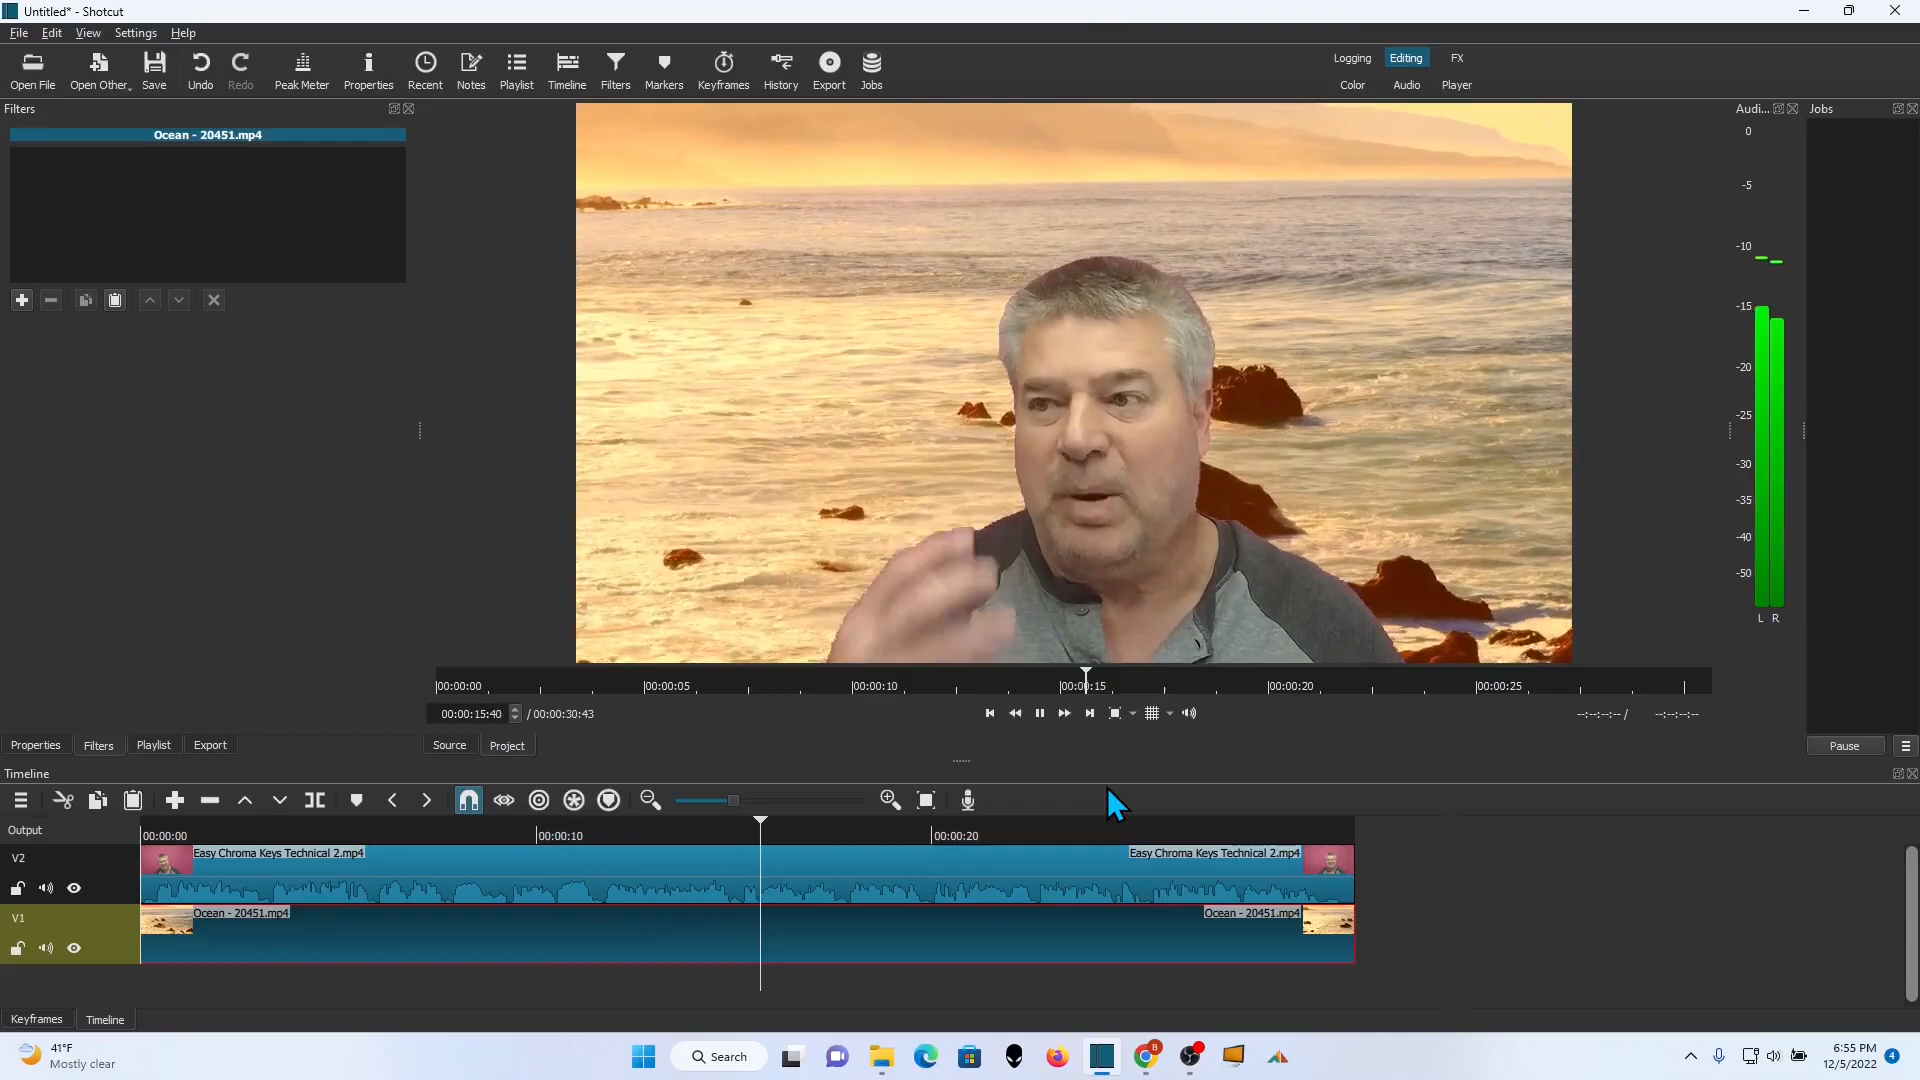 Untitled* - Shotcut
File Edit View Settings Help
Open File Open Other Save Undo Redo Peak Meter Properties Recent Notes Playlist Timeline Filters Markers Keyframes History Export Jobs
Logging Editing FX
Color Audio Player
Filters
Audi... Jobs
Ocean - 20451.mp4
0
-5
-10
-15
-20
-25
-30
-35
-40
-50
L R
00:00:00 00:00:05 00:00:10 00:00:15 00:00:20 00:00:25
00:00:15:40 / 00:00:30:43 --:--:--:-- / --:--:--:--
Properties Filters Playlist Export Source Project Pause
Timeline
Output 00:00:00 00:00:10 00:00:20
V2 Easy Chroma Keys Technical 2.mp4 Easy Chroma Keys Technical 2.mp4
V1 Ocean - 20451.mp4 Ocean - 20451.mp4
Keyframes Timeline
41°F
Mostly clear
Search
B
6:55 PM
12/5/2022
4